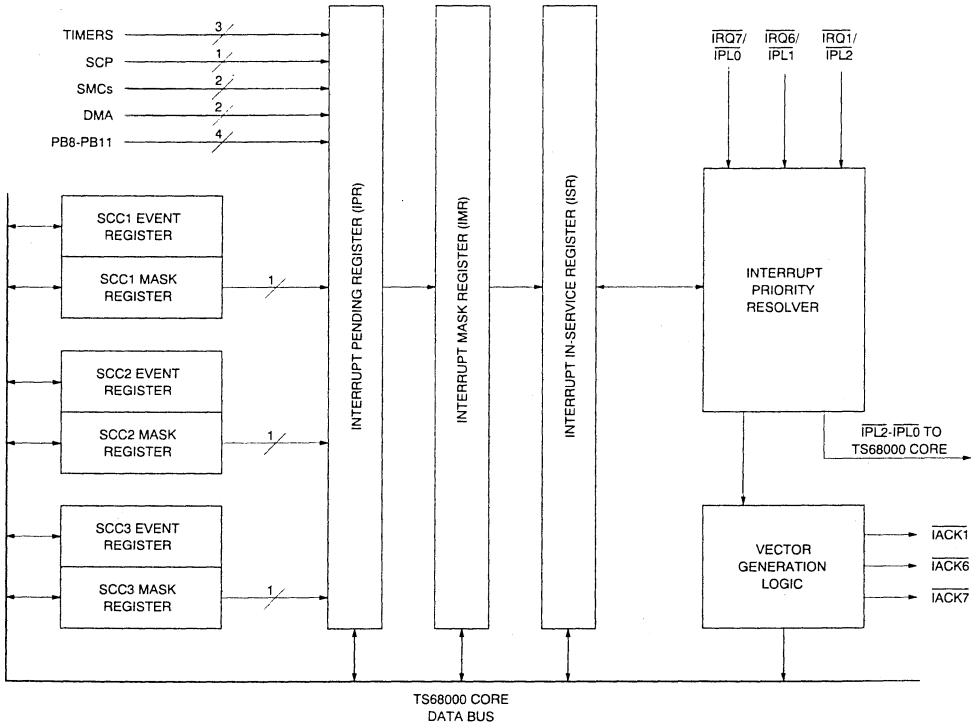 TIMERS
3
SCP
1
SMCs
2
DMA
2
PB8-PB11
4
IRQ7/
IPL0
IRQ6/
IPL1
IRQ1/
IPL2
SCC1 EVENT
REGISTER
SCC1 MASK
REGISTER
1
SCC2 EVENT
REGISTER
SCC2 MASK
REGISTER
1
SCC3 EVENT
REGISTER
SCC3 MASK
REGISTER
1
INTERRUPT PENDING REGISTER (IPR)
INTERRUPT MASK REGISTER (IMR)
INTERRUPT IN-SERVICE REGISTER (ISR)
INTERRUPT
PRIORITY
RESOLVER
IPL2-IPL0 TO
TS68000 CORE
VECTOR
GENERATION
LOGIC
IACK1
IACK6
IACK7
TS68000 CORE
DATA BUS